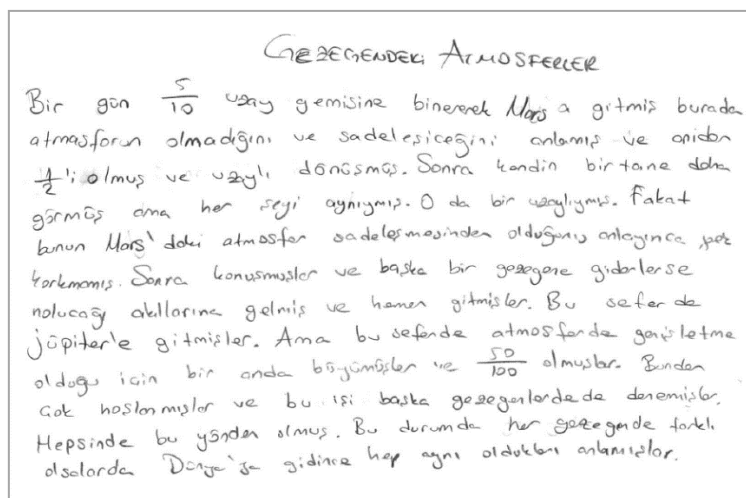 GEZEGENDEKİ ATMOSFERLER
Bir gün 5/10 uzay gemisine binererek Mars a gitmiş burada
atmasforun olmadığını ve sadeleşiceğini anlamış ve aniden
1/2'i olmuş ve uzaylı dönüşmüş. Sonra kendin bir tane daha
görmüş ama her şeyi aynıymış. O da bir uzaylıymış. Fakat
bunun Mars'daki atmosfer sadeleşmesinden olduğunu anlayınca pek
korkmamış. Sonra konuşmuşlar ve başka bir gezegene giderlerse
nolucağı akıllarına gelmiş ve hemen gitmişler. Bu sefer de
jüpiter'e gitmişler. Ama bu seferde atmosferde genişletme
olduğu için bir anda büyümüşler ve 50/100 olmuşlar. Bundan
çok hoşlanmışlar ve bu işi başka gezegenlerde de denemişler.
Hepsinde bu yönden olmuş. Bu durumda her gezegende farklı
olsalarda Dünya'ya gidince hep aynı oldukları anlamışlar.